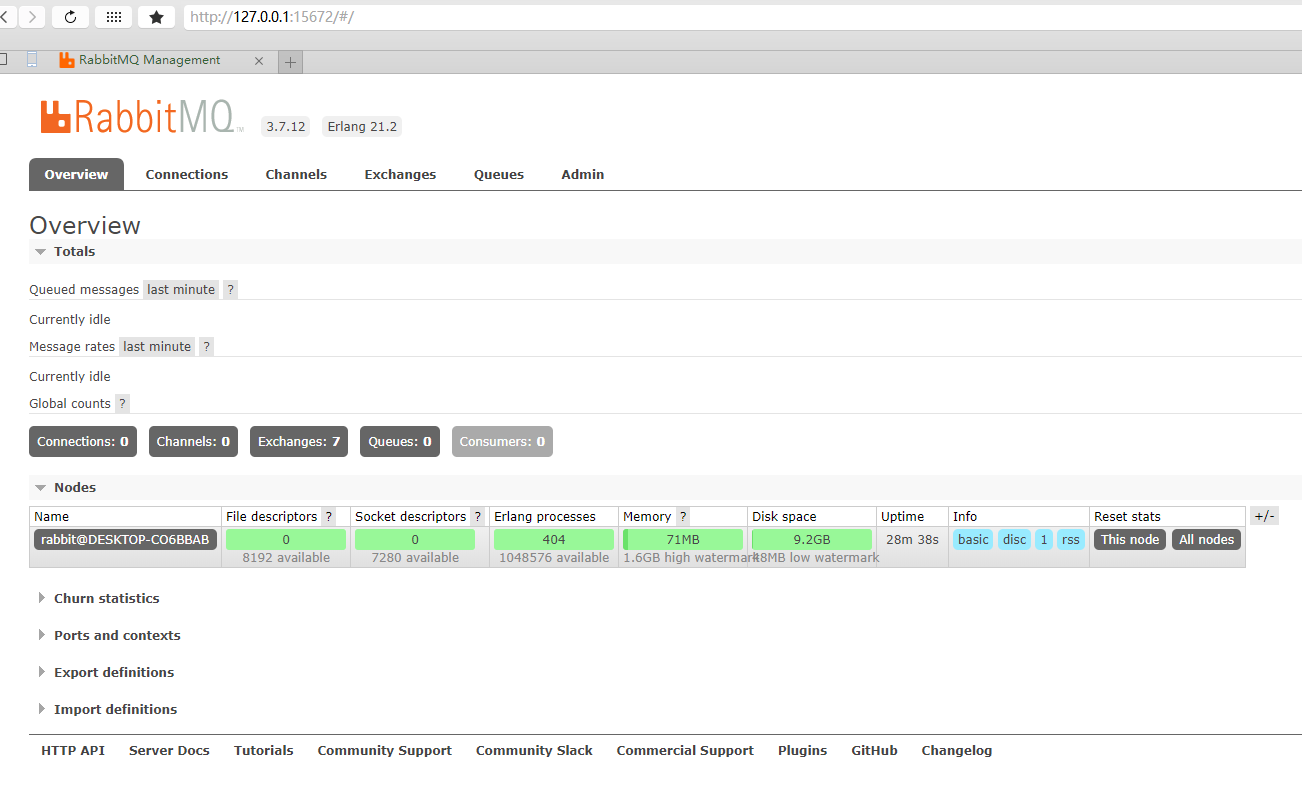 http://127.0.0.1:15672/#/
RabbitMQ Management
RabbitMQ TM 3.7.12 Erlang 21.2
Overview Connections Channels Exchanges Queues Admin
Overview
Totals
Queued messages last minute ?
Currently idle
Message rates last minute ?
Currently idle
Global counts ?
Connections: 0 Channels: 0 Exchanges: 7 Queues: 0 Consumers: 0
Nodes
Name File descriptors ? Socket descriptors ? Erlang processes Memory ? Disk space Uptime Info Reset stats +/-
rabbit@DESKTOP-CO6BBAB 0 0 404 71MB 9.2GB 28m 38s basic disc 1 rss This node All nodes
8192 available 7280 available 1048576 available 1.6GB high watermark 48MB low watermark
Churn statistics
Ports and contexts
Export definitions
Import definitions
HTTP API Server Docs Tutorials Community Support Community Slack Commercial Support Plugins GitHub Changelog